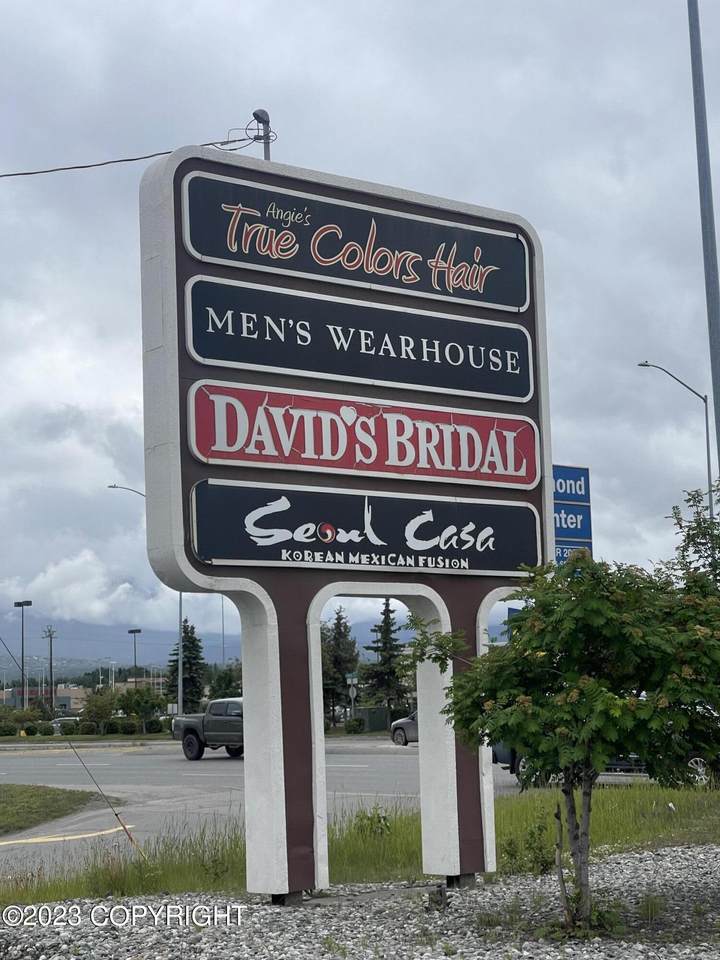 Angie's
True Colors Hair
MEN'S WEARHOUSE
DAVID'S BRIDAL
Seoul Casa
KOREAN MEXICAN FUSION
©2023 COPYRIGHT